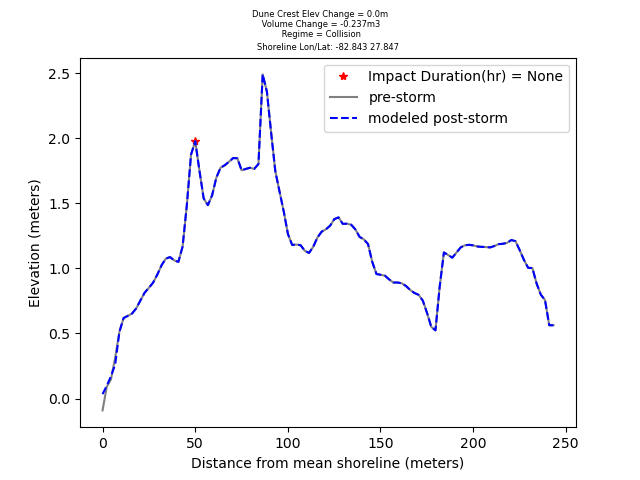 Dune Crest Elev Change = 0.0m
Volume Change = -0.237m3
Regime = Collision
Shoreline Lon/Lat: -82.843 27.847
Impact Duration(hr) = None
pre-storm
modeled post-storm
Elevation (meters)
2.5
2.0
1.5
1.0
0.5
0.0
0 50 100 150 200 250
Distance from mean shoreline (meters)